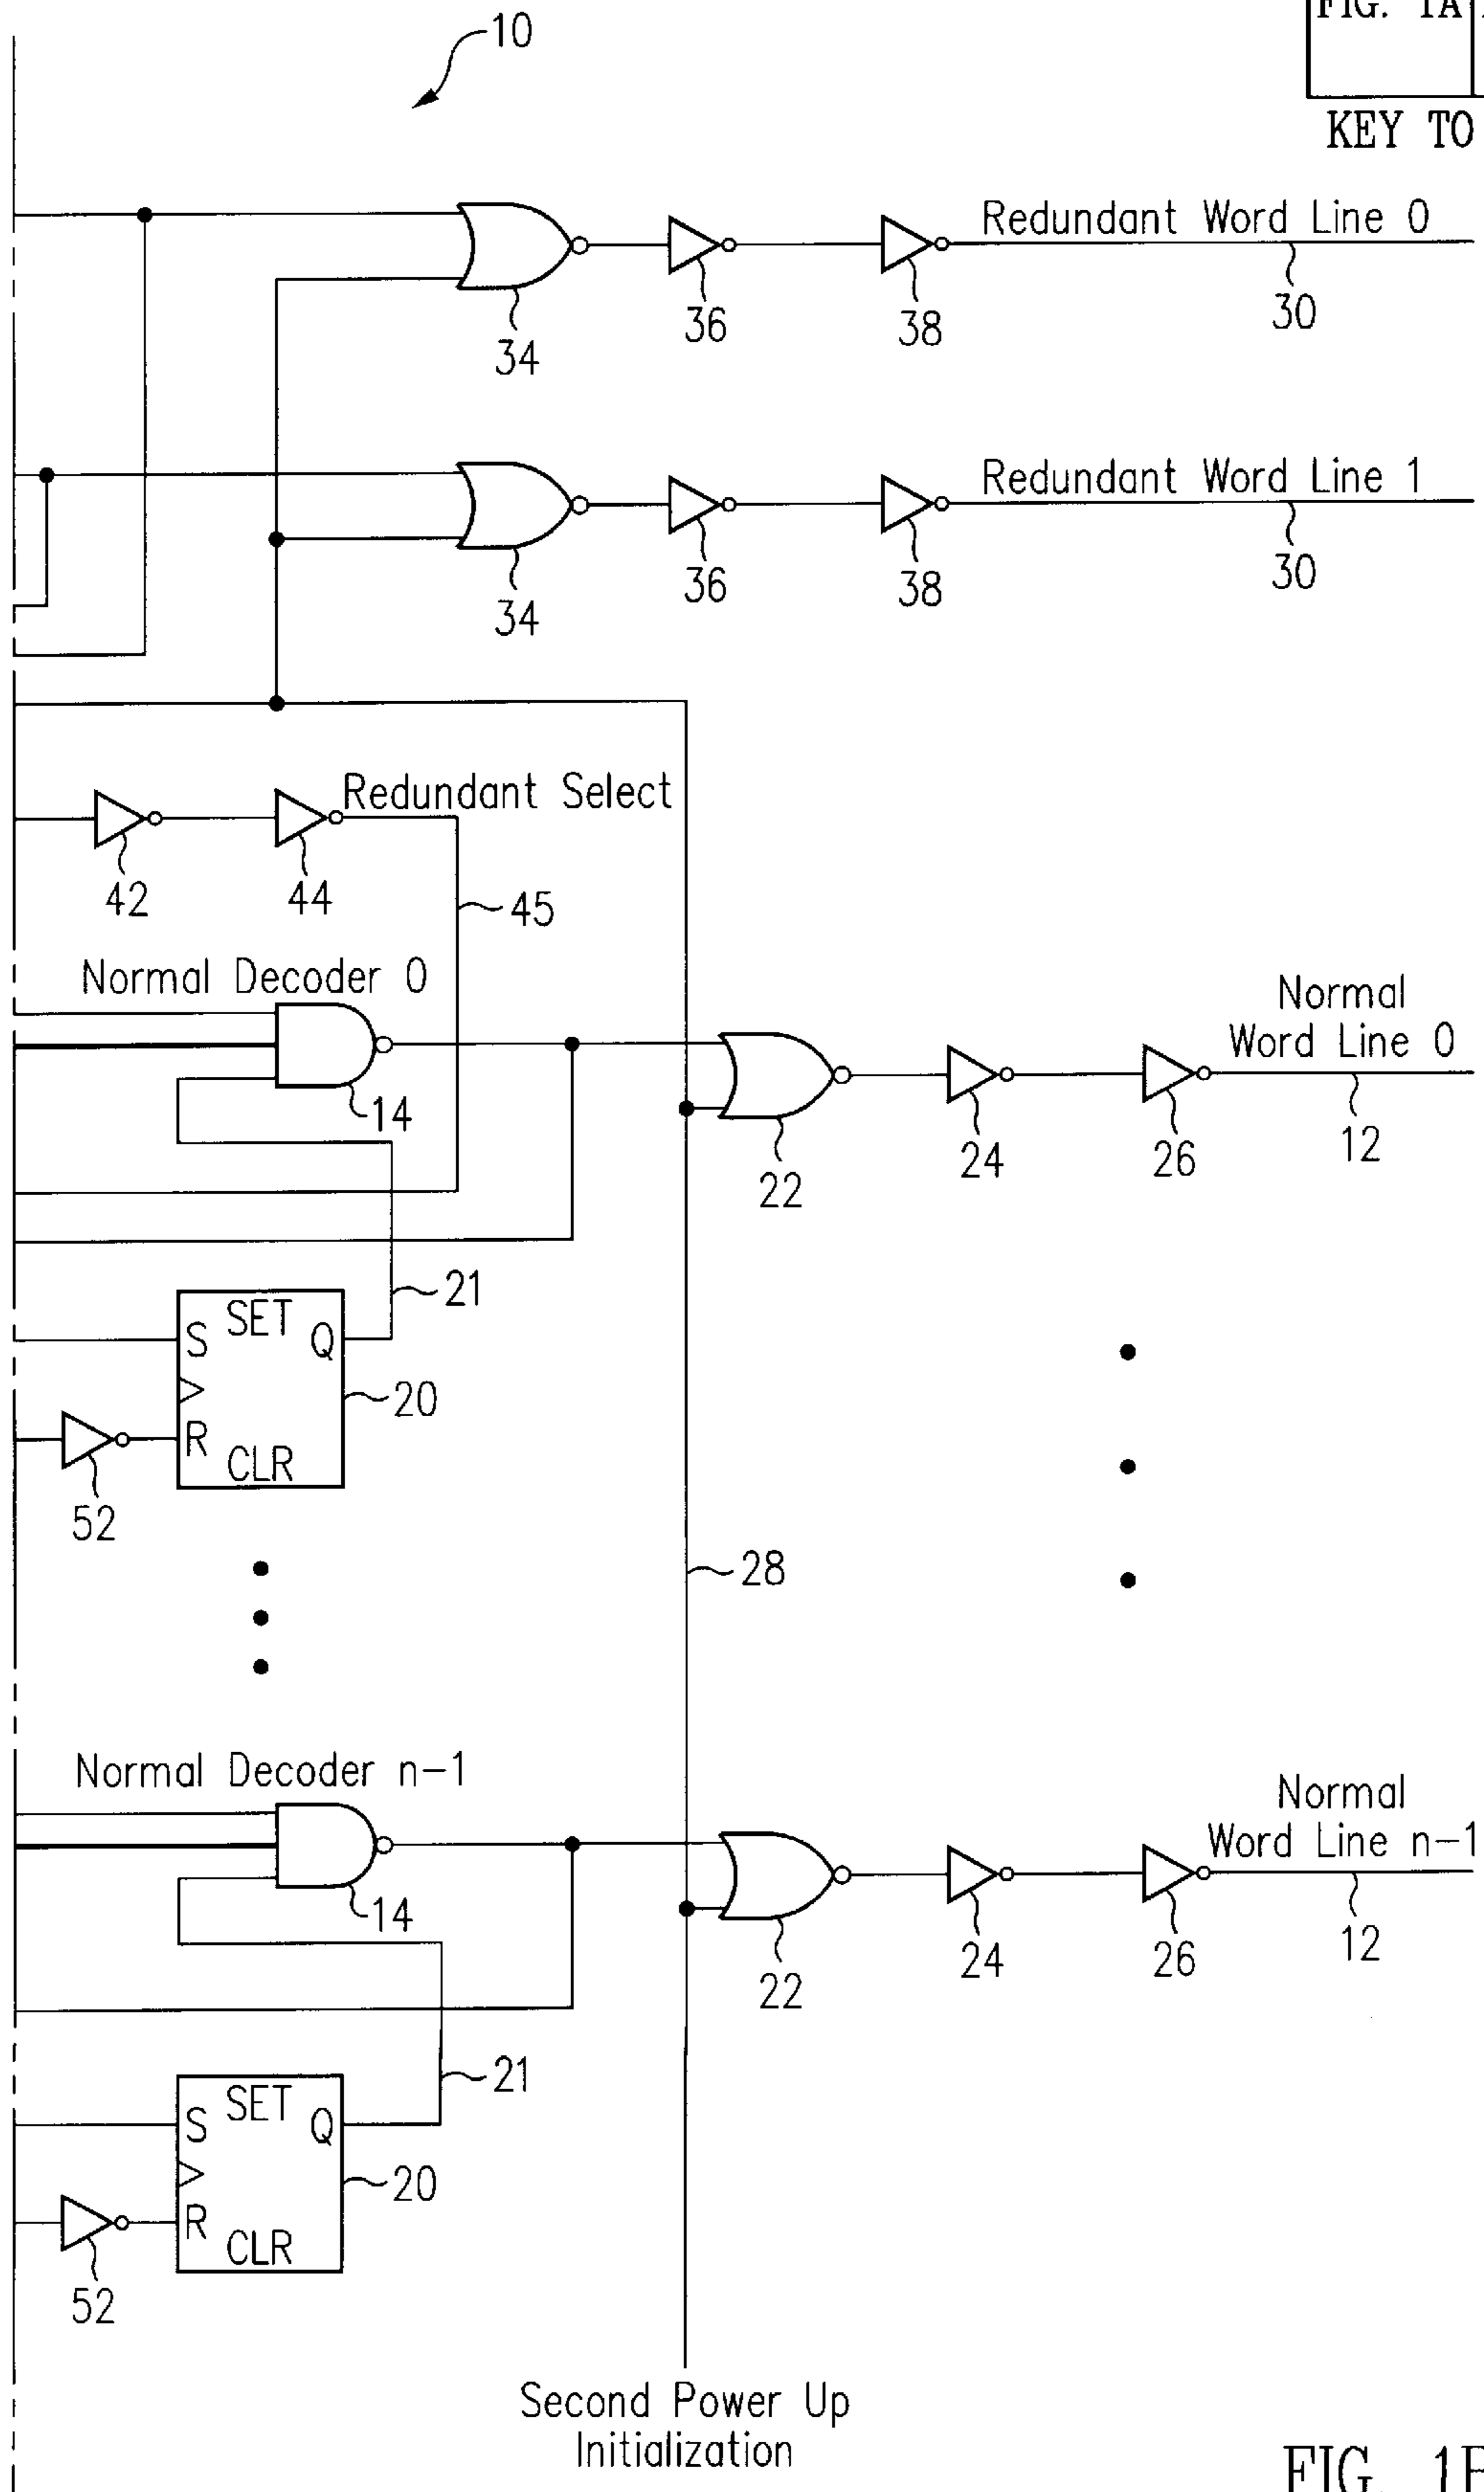 10
FIG. 1A
KEY TO
Redundant Word Line 0
34
36
38
30
Redundant Word Line 1
34
36
38
30
Redundant Select
42
44
45
Normal Decoder 0
14
Normal
Word Line 0
22
24
26
12
21
SET
S
Q
20
R
CLR
52
28
Normal Decoder n-1
14
Normal
Word Line n-1
22
24
26
12
21
SET
S
Q
20
R
CLR
52
Second Power Up
Initialization
FIG.